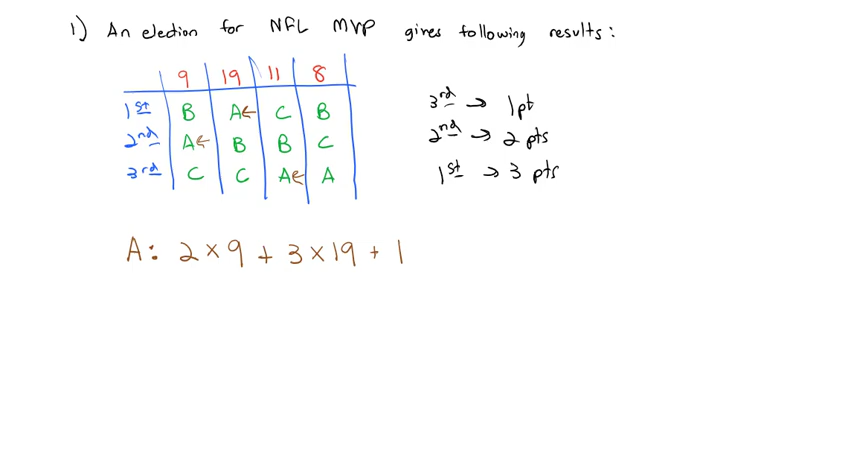 1) An election for NFL MVP gives following results:
9 19 11 8
1st B A← C B
2nd A← B B C
3rd C C A← A
3rd → 1pt
2nd → 2 pts
1st → 3 pts
A: 2 × 9 + 3 × 19 + 1